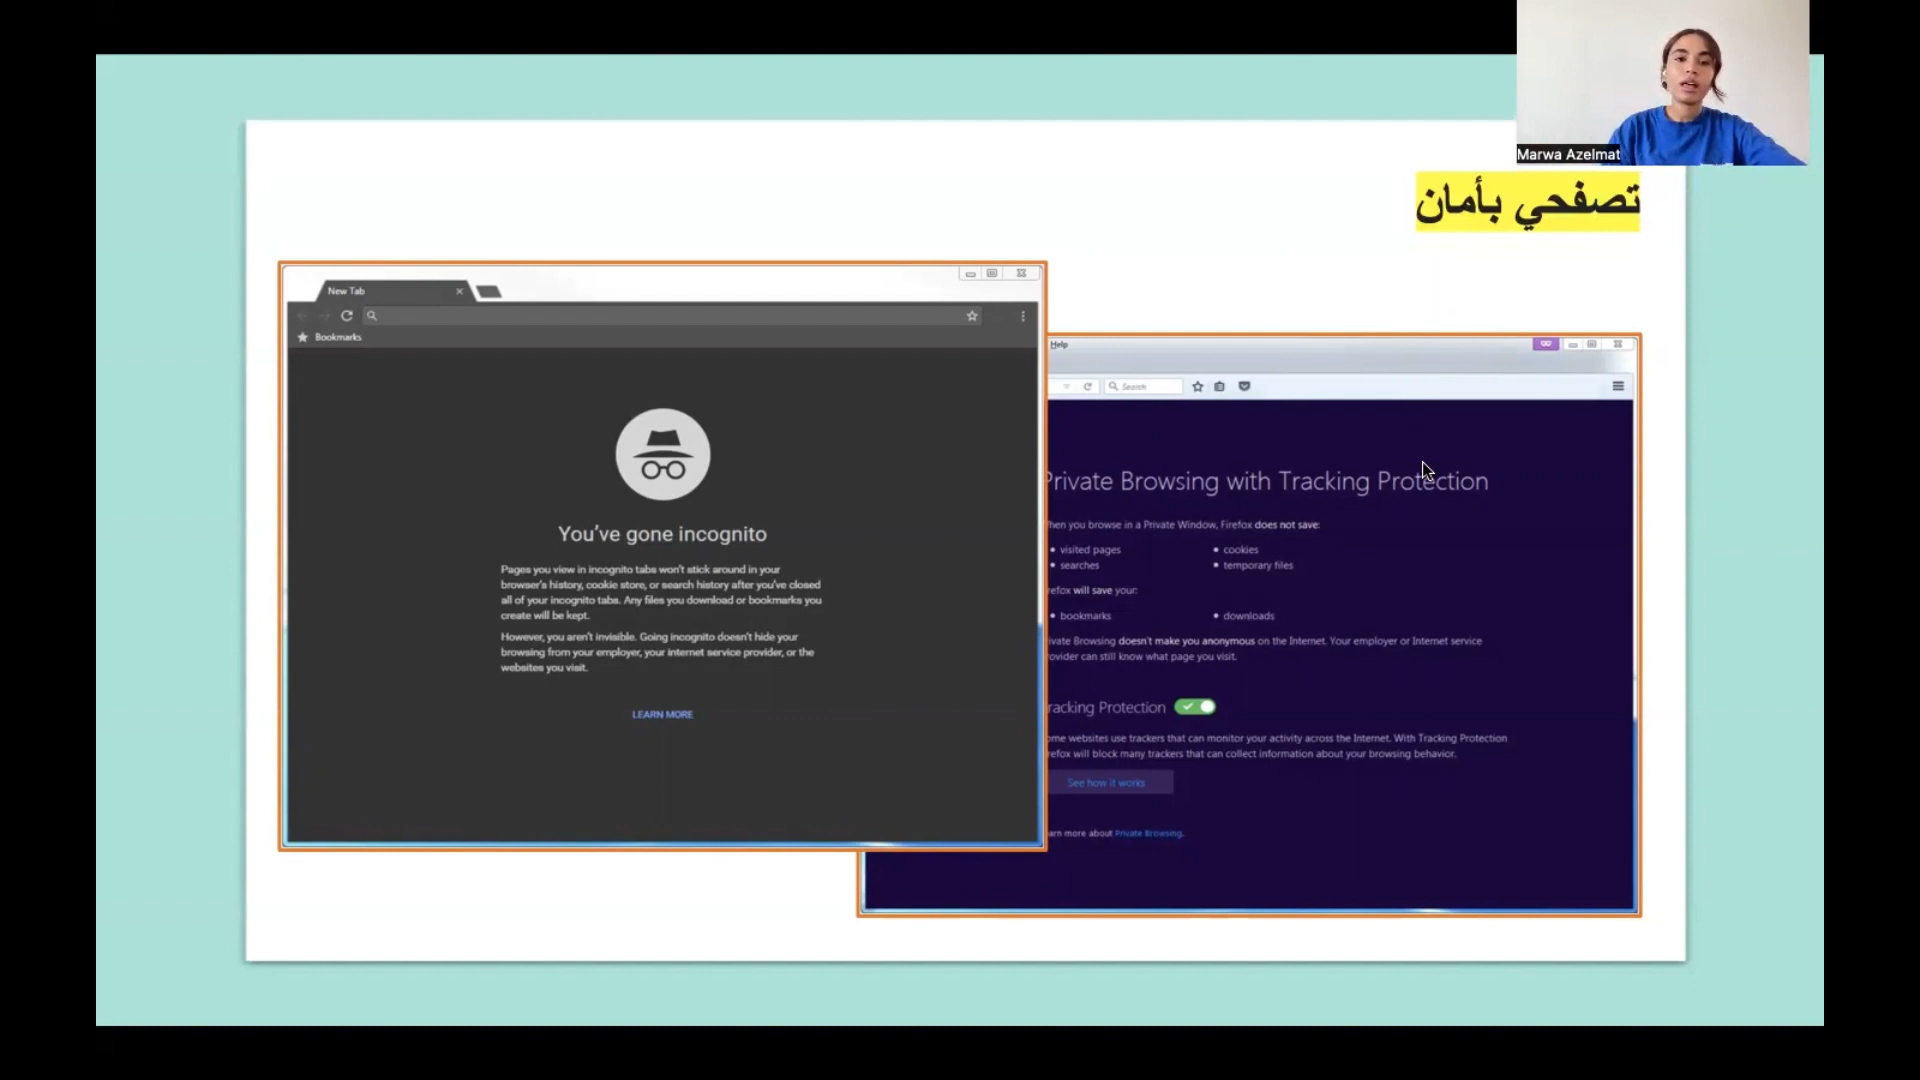 Marwa Azelmat
تصفحي بأمان
New Tab
Bookmarks
You've gone incognito
Pages you view in incognito tabs won't stick around in your
browser's history, cookie store, or search history after you've closed
all of your incognito tabs. Any files you download or bookmarks you
create will be kept.
However, you aren't invisible. Going incognito doesn't hide your
browsing from your employer, your internet service provider, or the
websites you visit.
LEARN MORE
Help
Search
Private Browsing with Tracking Protection
hen you browse in a Private Window, Firefox does not save:
• visited pages
• cookies
• searches
• temporary files
refox will save your:
• bookmarks
• downloads
ivate Browsing doesn't make you anonymous on the Internet. Your employer or Internet service
ovider can still know what page you visit.
racking Protection
me websites use trackers that can monitor your activity across the Internet. With Tracking Protection
refox will block many trackers that can collect information about your browsing behavior.
See how it works
arn more about Private Browsing.